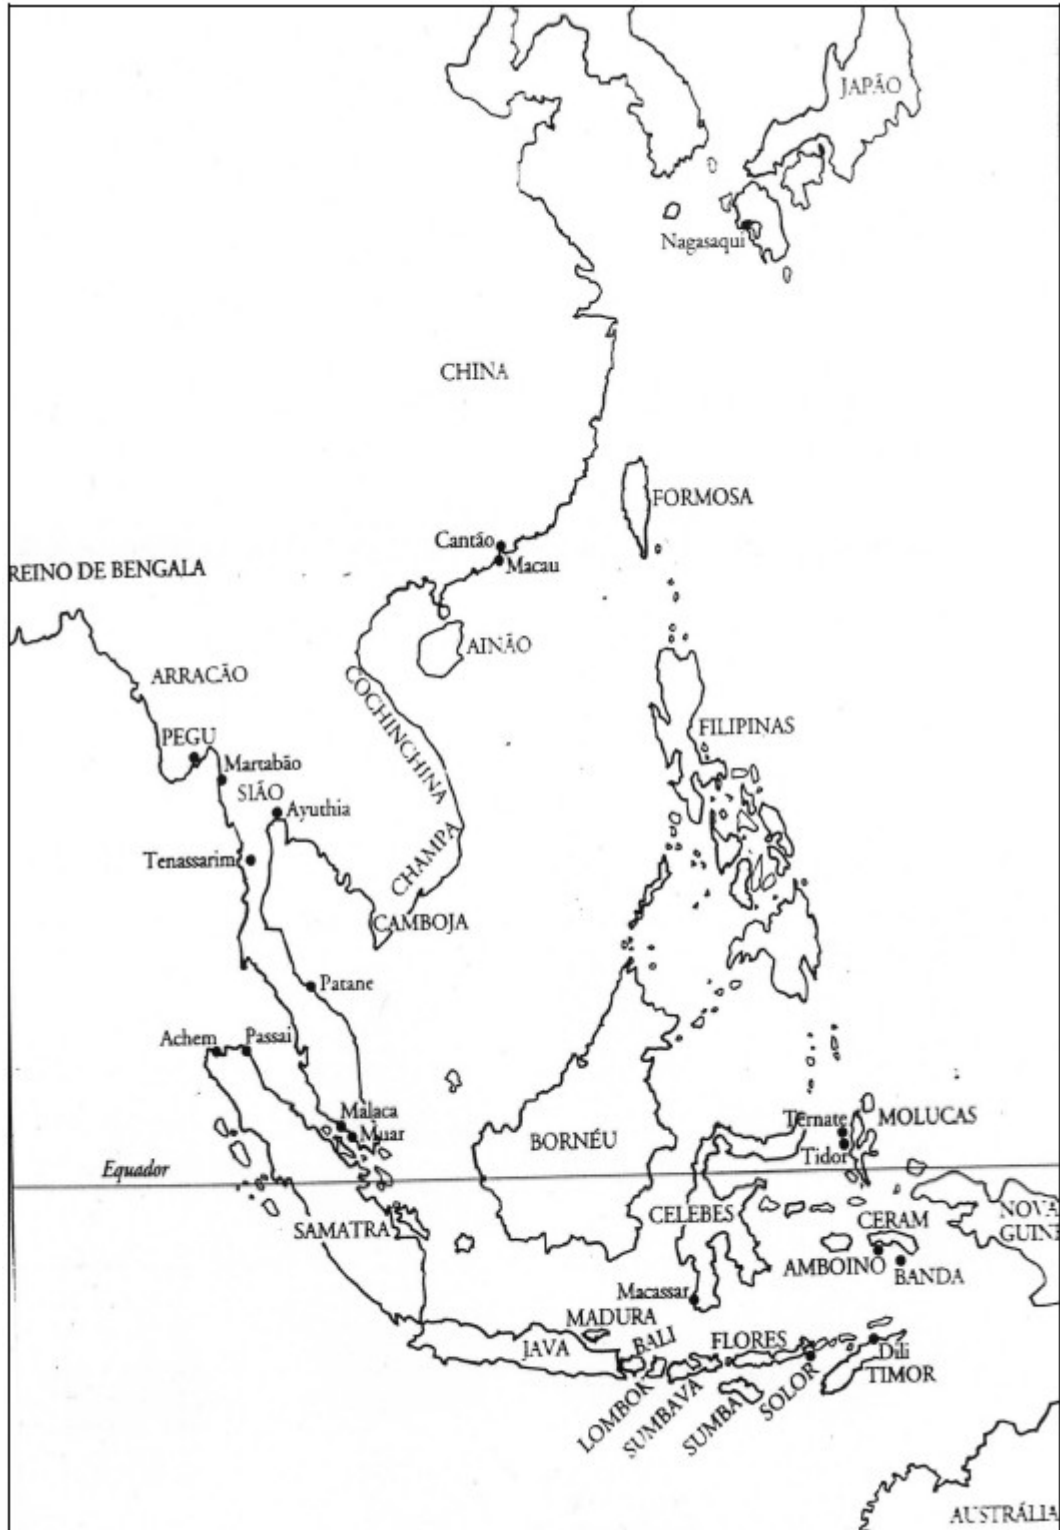 JAPÃO
Nagasaqui
CHINA
FORMOSA
Cantão
Macau
REINO DE BENGALA
AINÃO
ARRACÃO
COCHINCHINA
FILIPINAS
PEGU
Martabão
SIÃO
Ayuthia
CHAMPA
Tenassarim
CAMBOJA
Patane
Achem
Passai
Malaca
Muar
Ternate
MOLUCAS
BORNÉU
Tidor
Equador
SAMATRA
CELEBES
CERAM
NOVA
GUINÉ
AMBOINO
BANDA
Macassar
MADURA
BALI
FLORES
JAVA
Dili
TIMOR
LOMBOK
SUMBAVA
SUMBA
SOLOR
AUSTRÁLIA